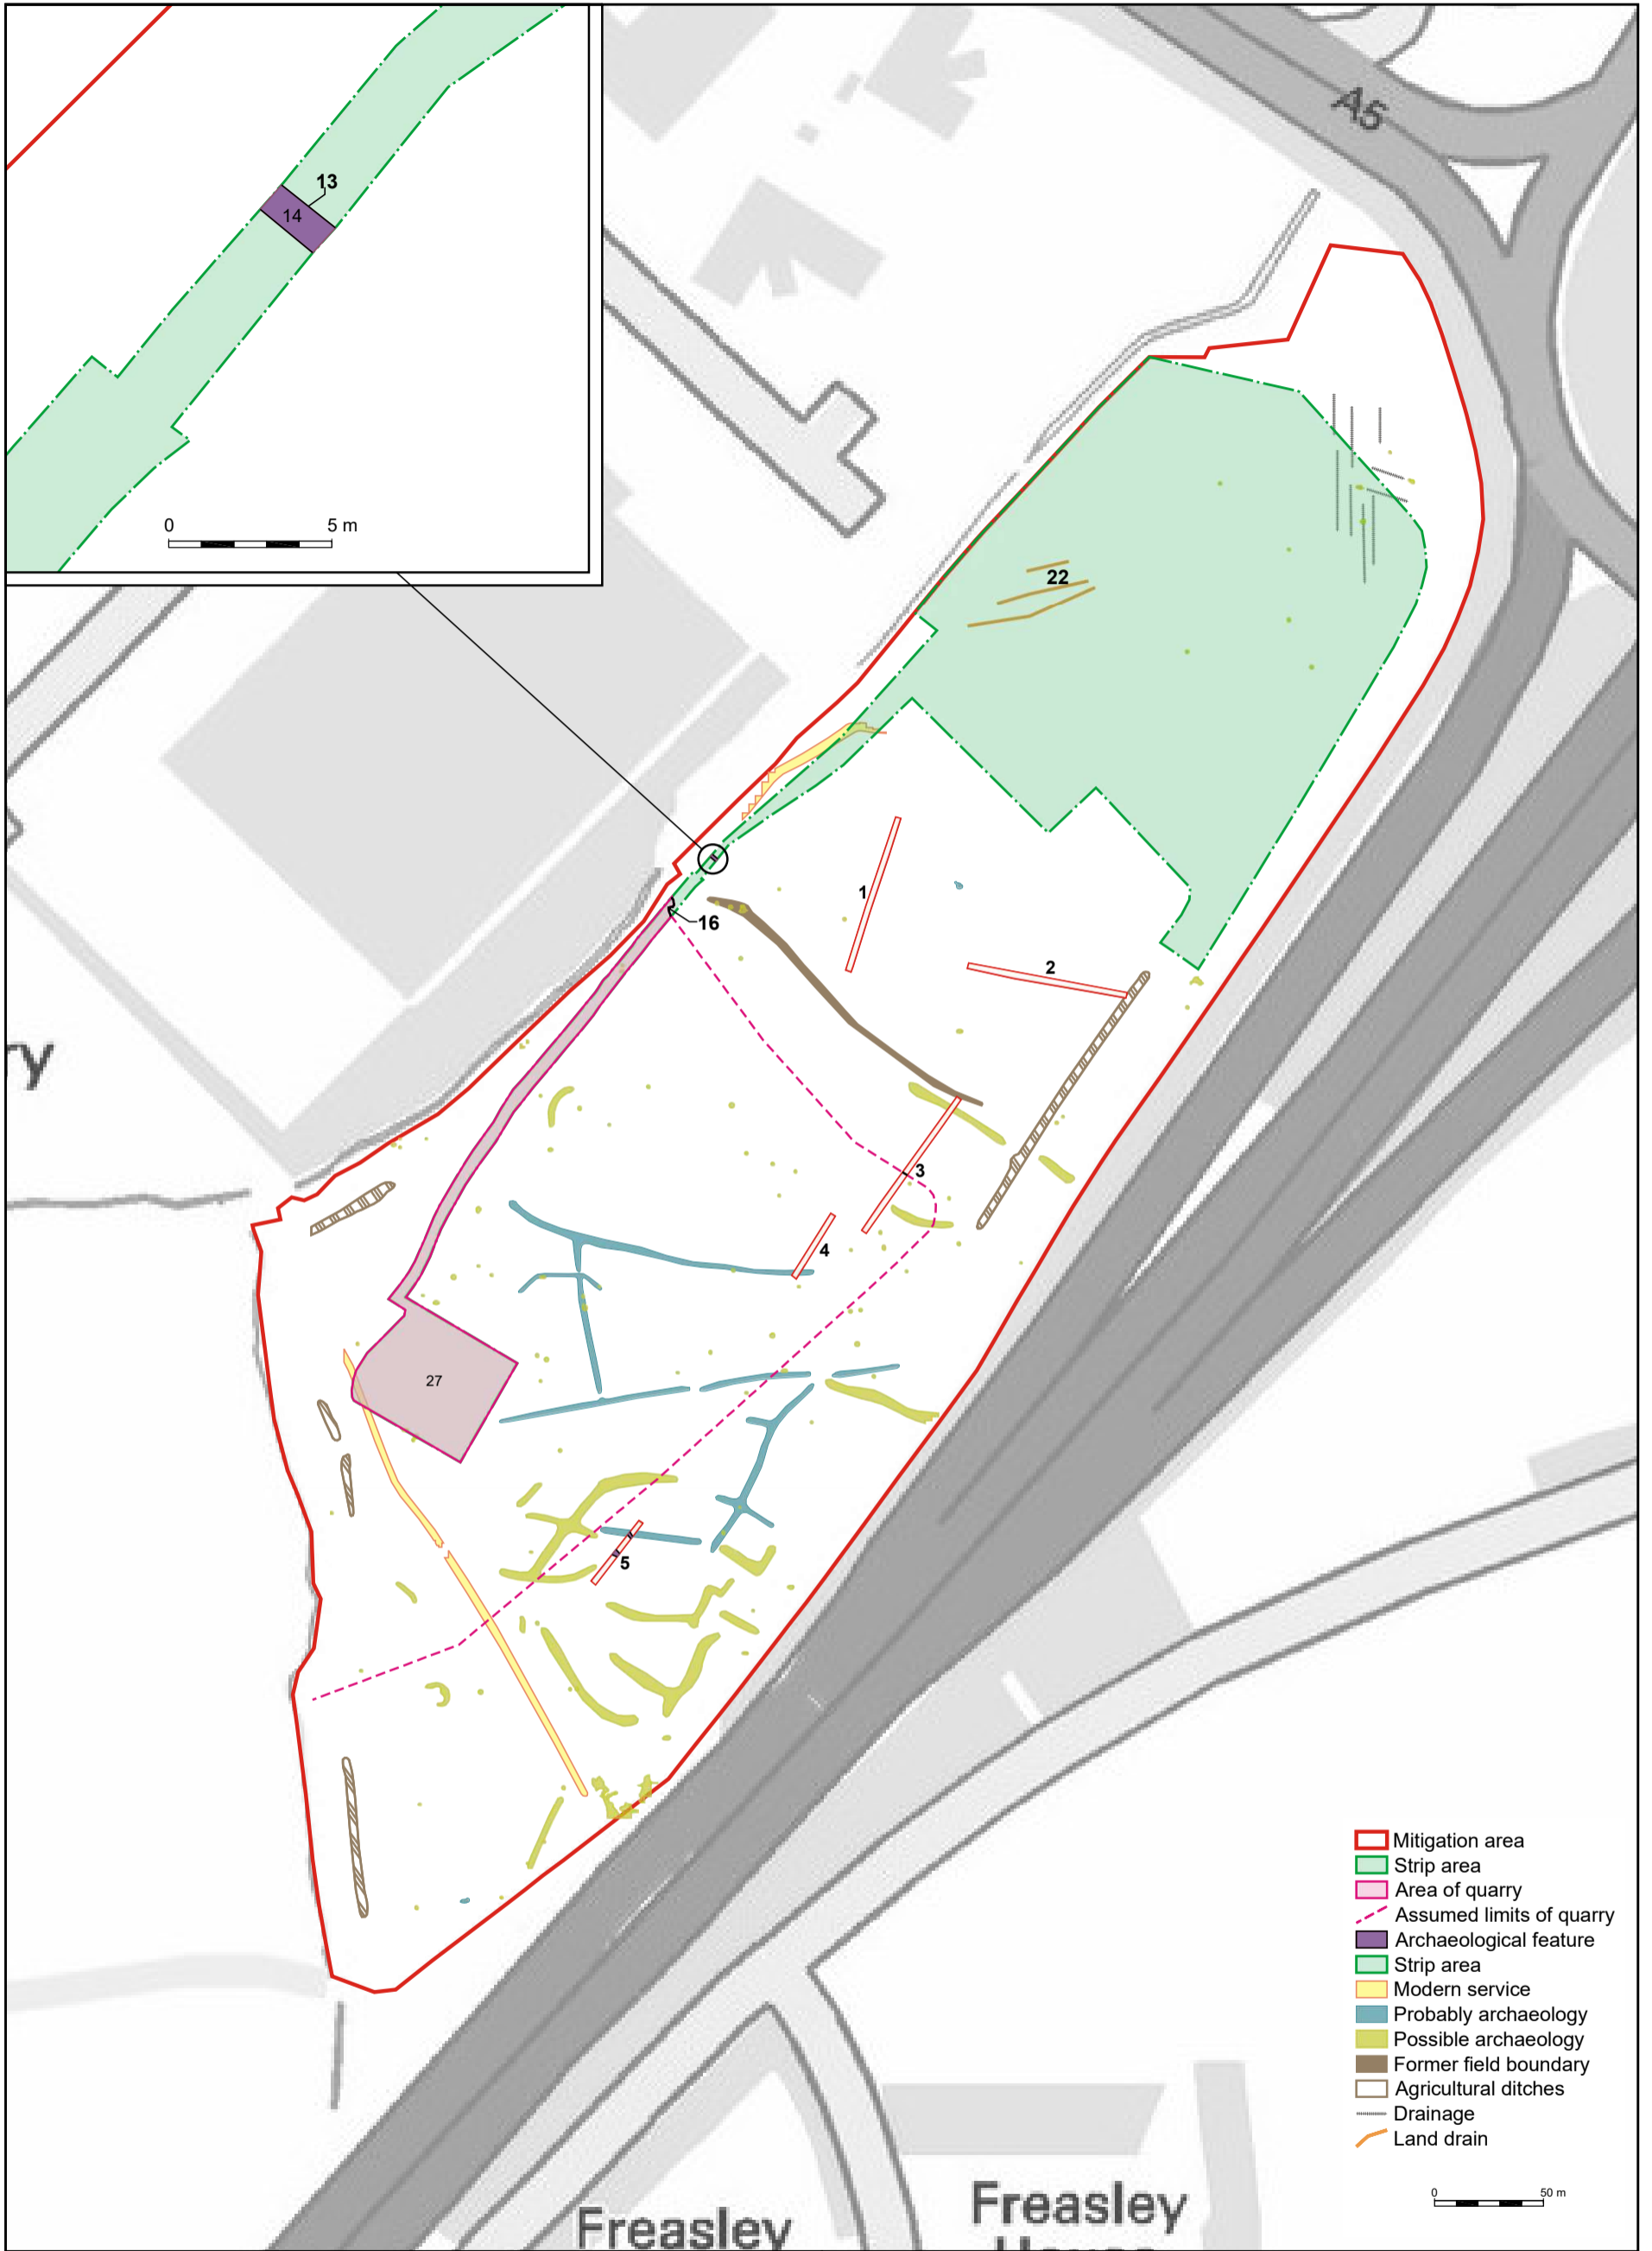 13
14
0 5 m
A5
22
1
16
2
ry
3
4
27
5
Mitigation area
Strip area
Area of quarry
Assumed limits of quarry
Archaeological feature
Strip area
Modern service
Probably archaeology
Possible archaeology
Former field boundary
Agricultural ditches
Drainage
Land drain
0 50 m
Freasley
Freasley